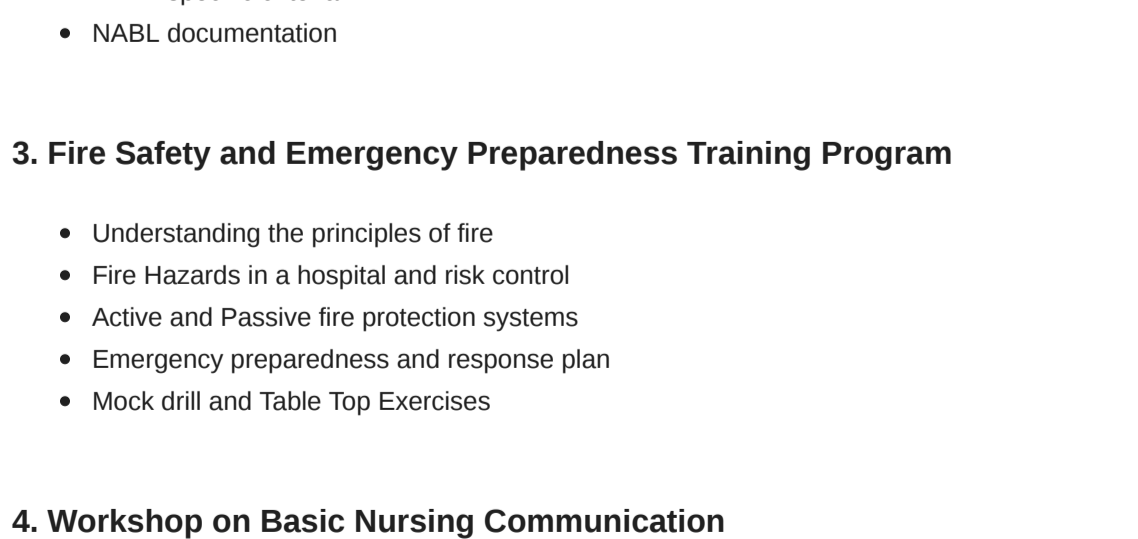 NABL documentation
3. Fire Safety and Emergency Preparedness Training Program
Understanding the principles of fire
Fire Hazards in a hospital and risk control
Active and Passive fire protection systems
Emergency preparedness and response plan
Mock drill and Table Top Exercises
4. Workshop on Basic Nursing Communication